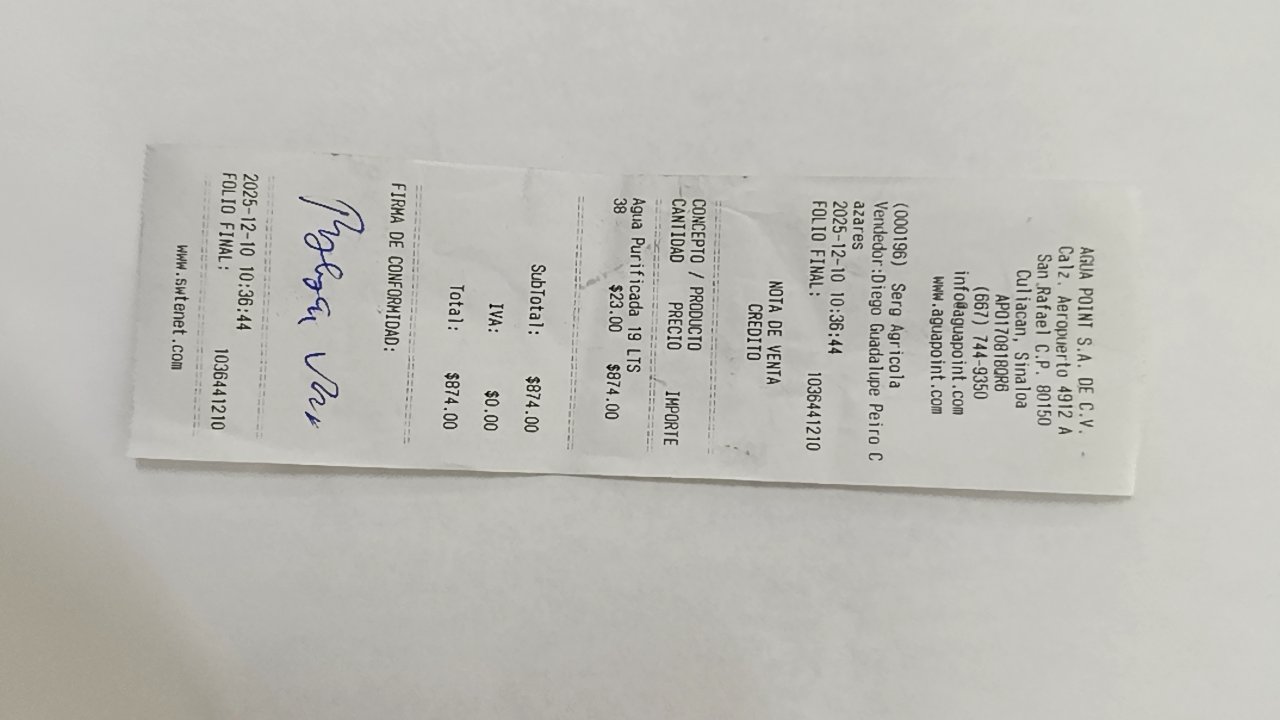 AGUA POINT S.A. DE C.V.
Calz. Aeropuerto 4912 A
San Rafael C.P. 80150
Culiacan, Sinaloa
APO170818QR6
(667) 744-9350
info@aguapoint.com
www.aguapoint.com
(000196) Serg Agricola
Vendedor:Diego Guadalupe Peiro C
azares
2025-12-10 10:36:44
FOLIO FINAL: 1036441210
NOTA DE VENTA
CREDITO
CONCEPTO / PRODUCTO
CANTIDAD PRECIO IMPORTE
Agua Purificada 19 LTS
38 $23.00 $874.00
SubTotal: $874.00
IVA: $0.00
Total: $874.00
FIRMA DE CONFORMIDAD:
2025-12-10 10:36:44
FOLIO FINAL: 1036441210
www.swtenet.com